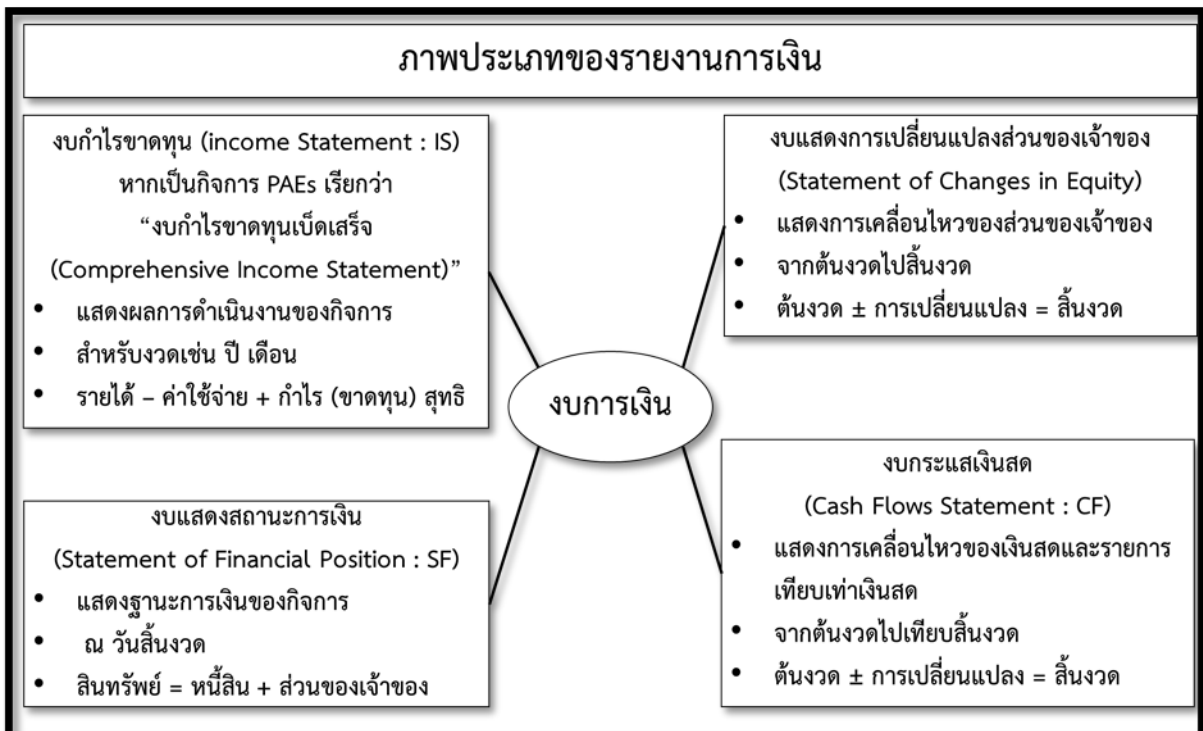 ภาพประเภทของรายงานการเงิน
งบกำไรขาดทุน (income Statement : IS)
หากเป็นกิจการ PAEs เรียกว่า
“งบกำไรขาดทุนเบ็ดเสร็จ
(Comprehensive Income Statement)”
• แสดงผลการดำเนินงานของกิจการ
• สำหรับงวดเช่น ปี เดือน
• รายได้ – ค่าใช้จ่าย + กำไร (ขาดทุน) สุทธิ
งบแสดงการเปลี่ยนแปลงส่วนของเจ้าของ
(Statement of Changes in Equity)
• แสดงการเคลื่อนไหวของส่วนของเจ้าของ
• จากต้นงวดไปสิ้นงวด
• ต้นงวด ± การเปลี่ยนแปลง = สิ้นงวด
งบการเงิน
งบแสดงสถานะการเงิน
(Statement of Financial Position : SF)
• แสดงฐานะการเงินของกิจการ
• ณ วันสิ้นงวด
• สินทรัพย์ = หนี้สิน + ส่วนของเจ้าของ
งบกระแสเงินสด
(Cash Flows Statement : CF)
• แสดงการเคลื่อนไหวของเงินสดและรายการ
เทียบเท่าเงินสด
• จากต้นงวดไปเทียบสิ้นงวด
• ต้นงวด ± การเปลี่ยนแปลง = สิ้นงวด